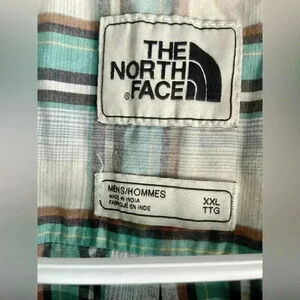 THE
NORTH
FACE
®
MENS/HOMMES
MADE IN INDIA
FABRIQUÉ EN INDE
XXL
TTG